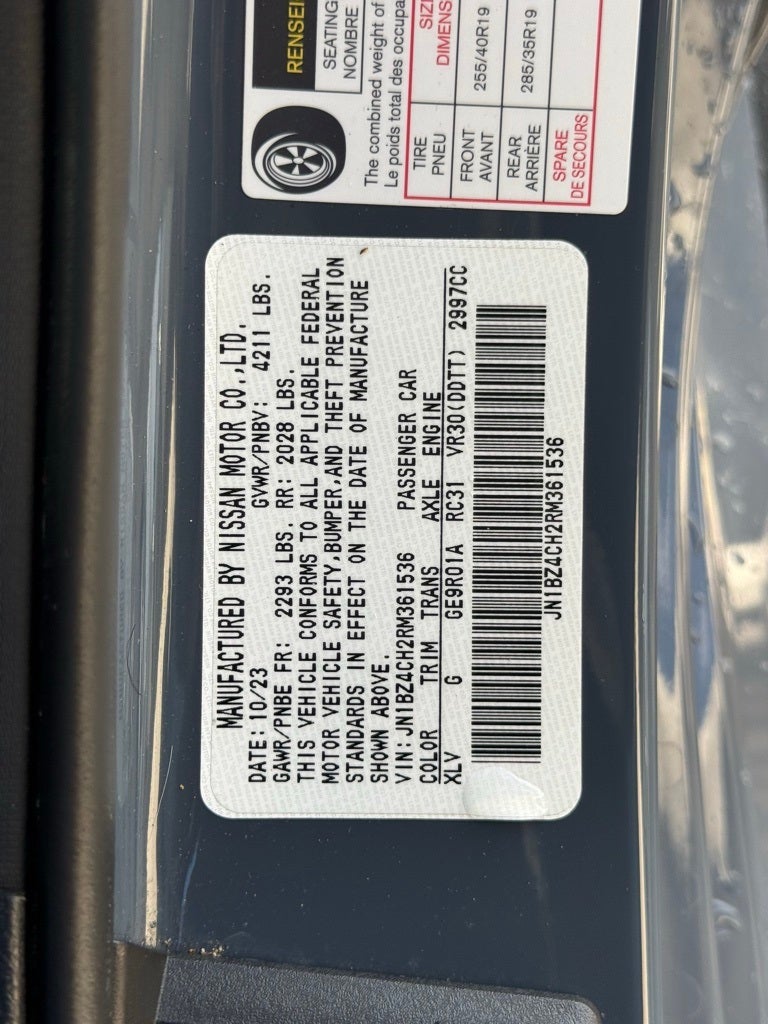 MANUFACTURED BY NISSAN MOTOR CO.,LTD.
DATE: 10/23 GVWR/PNBV: 4211 LBS.
GAWR/PNBE FR: 2293 LBS. RR: 2028 LBS.
THIS VEHICLE CONFORMS TO ALL APPLICABLE FEDERAL
MOTOR VEHICLE SAFETY,BUMPER,AND THEFT PREVENTION
STANDARDS IN EFFECT ON THE DATE OF MANUFACTURE
SHOWN ABOVE.
VIN: JN1BZ4CH2RM361536 PASSENGER CAR
COLOR TRIM TRANS AXLE ENGINE
XLV G GE9R01A RC31 VR30(DDTT) 2997CC
JN1BZ4CH2RM361536
SEATING
NOMBRE
The combined weight of
Le poids total des
TIRE
PNEU
FRONT
AVANT
255/40R19
REAR
ARRIÈRE
285/35R19
SPARE
DE SECOURS